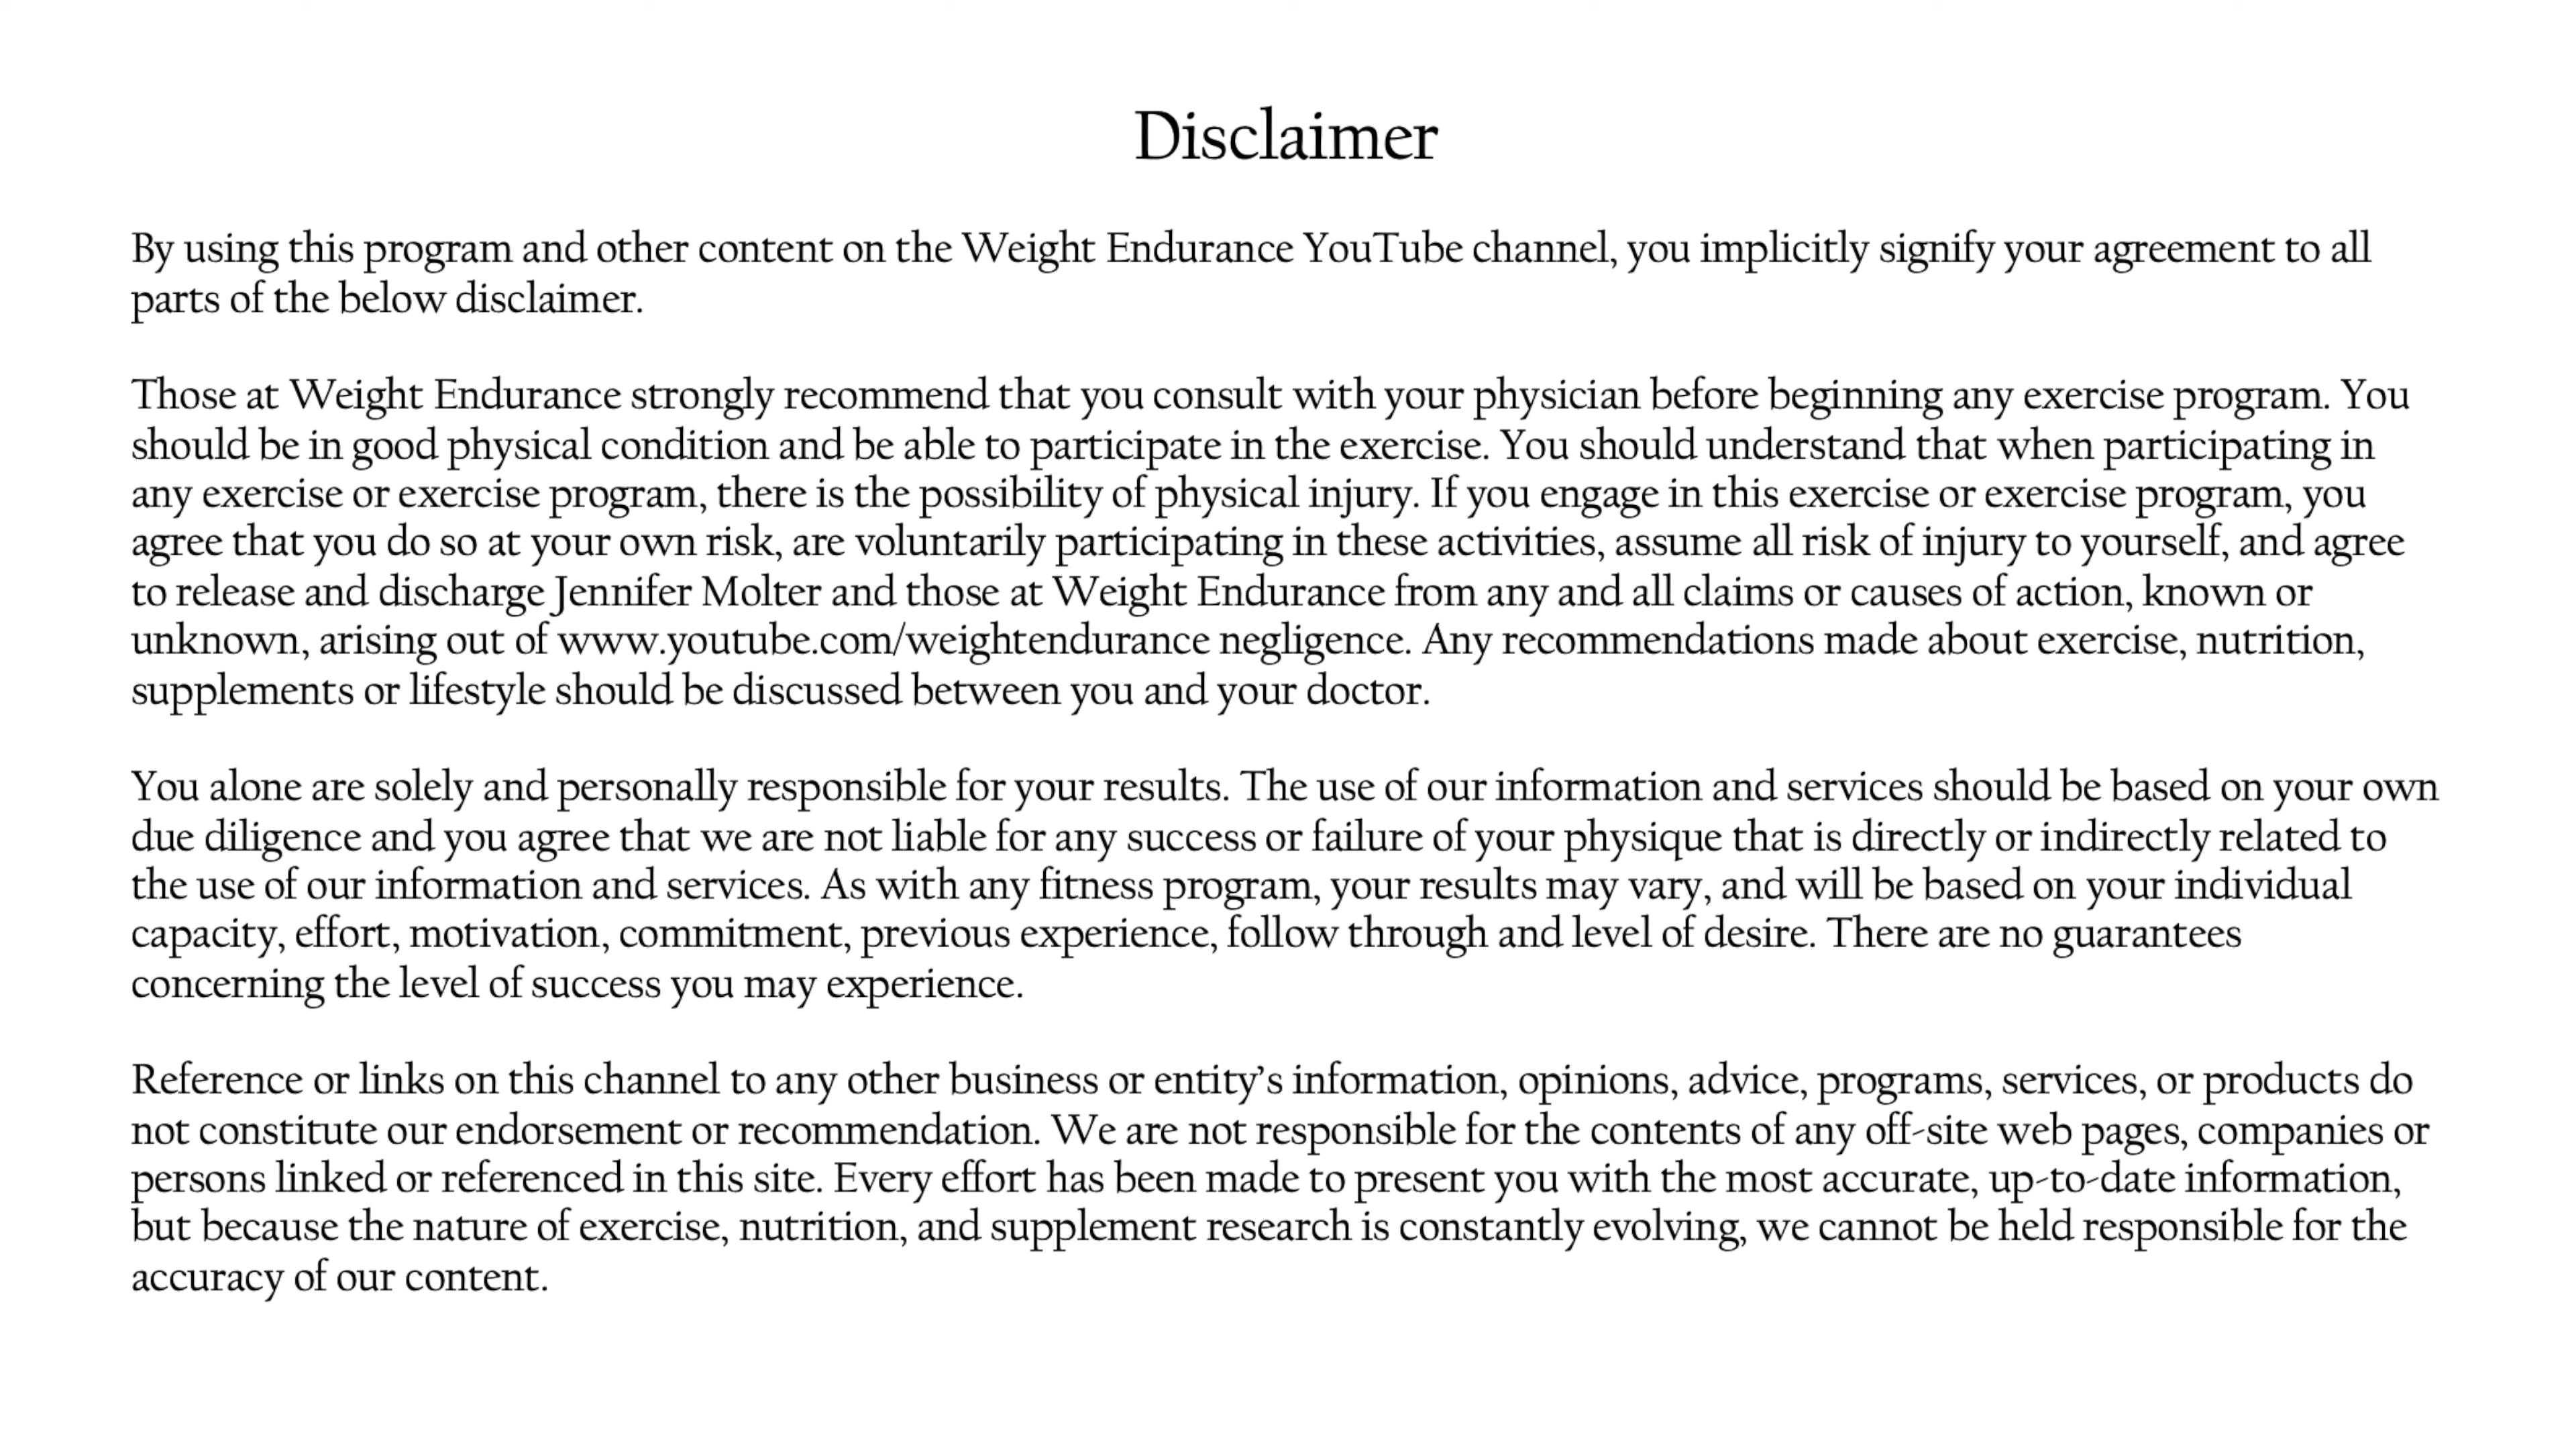 Disclaimer
By using this program and other content on the Weight Endurance YouTube channel, you implicitly signify your agreement to all
parts of the below disclaimer.
Those at Weight Endurance strongly recommend that you consult with your physician before beginning any exercise program. You
should be in good physical condition and be able to participate in the exercise. You should understand that when participating in
any exercise or exercise program, there is the possibility of physical injury. If you engage in this exercise or exercise program, you
agree that you do so at your own risk, are voluntarily participating in these activities, assume all risk of injury to yourself, and agree
to release and discharge Jennifer Molter and those at Weight Endurance from any and all claims or causes of action, known or
unknown, arising out of www.youtube.com/weightendurance negligence. Any recommendations made about exercise, nutrition,
supplements or lifestyle should be discussed between you and your doctor.
You alone are solely and personally responsible for your results. The use of our information and services should be based on your own
due diligence and you agree that we are not liable for any success or failure of your physique that is directly or indirectly related to
the use of our information and services. As with any fitness program, your results may vary, and will be based on your individual
capacity, effort, motivation, commitment, previous experience, follow through and level of desire. There are no guarantees
concerning the level of success you may experience.
Reference or links on this channel to any other business or entity’s information, opinions, advice, programs, services, or products do
not constitute our endorsement or recommendation. We are not responsible for the contents of any off-site web pages, companies or
persons linked or referenced in this site. Every effort has been made to present you with the most accurate, up-to-date information,
but because the nature of exercise, nutrition, and supplement research is constantly evolving, we cannot be held responsible for the
accuracy of our content.